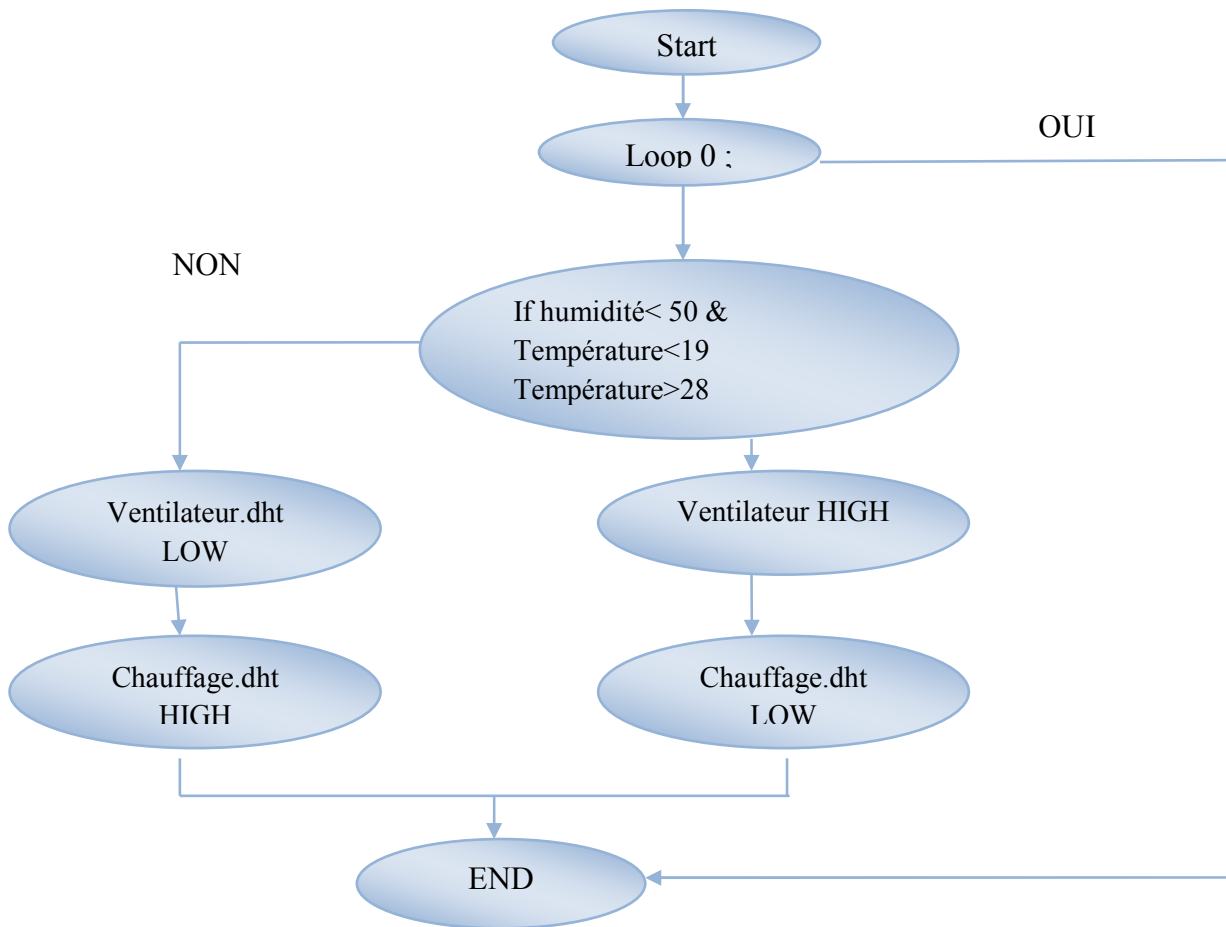 Start
Loop 0 ;
OUI
NON
If humidité< 50 &
Température<19
Température>28
Ventilateur.dht
LOW
Ventilateur HIGH
Chauffage.dht
HIGH
Chauffage.dht
LOW
END